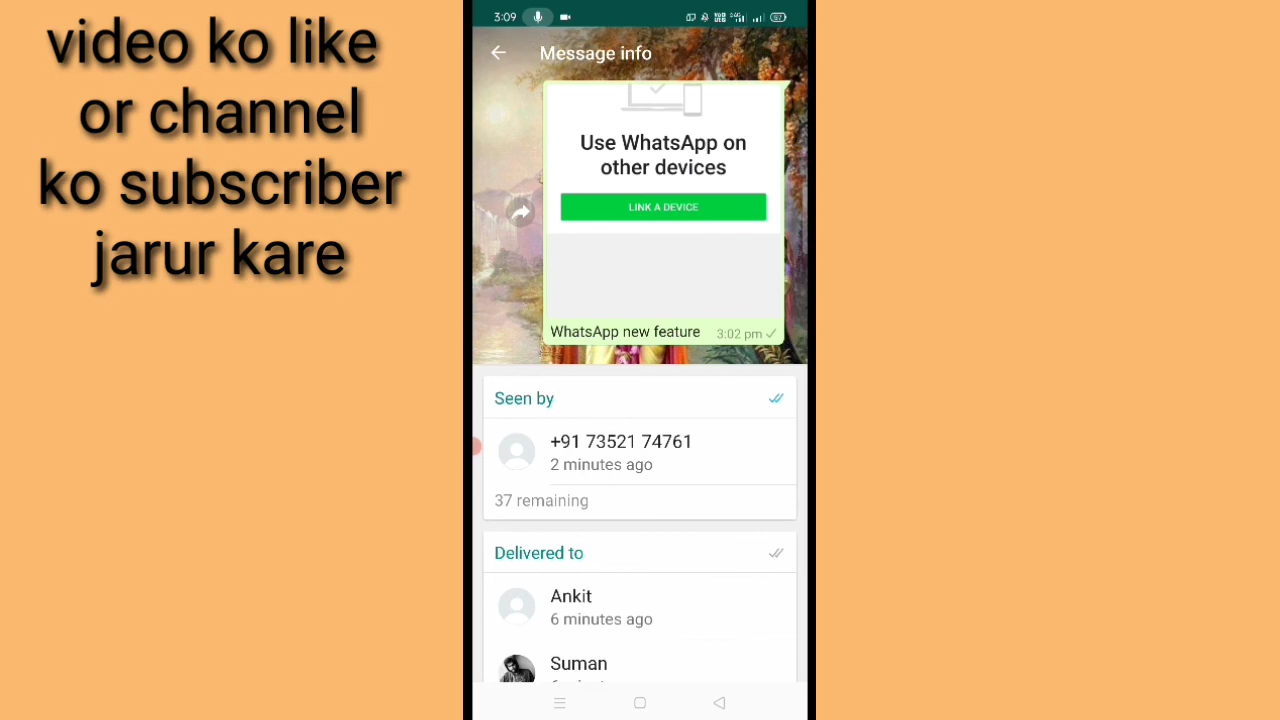 video ko like
or channel
ko subscriber
jarur kare
3:09
Message info
Use WhatsApp on
other devices
LINK A DEVICE
WhatsApp new feature 3:02 pm
Seen by
+91 73521 74761
2 minutes ago
37 remaining
Delivered to
Ankit
6 minutes ago
Suman